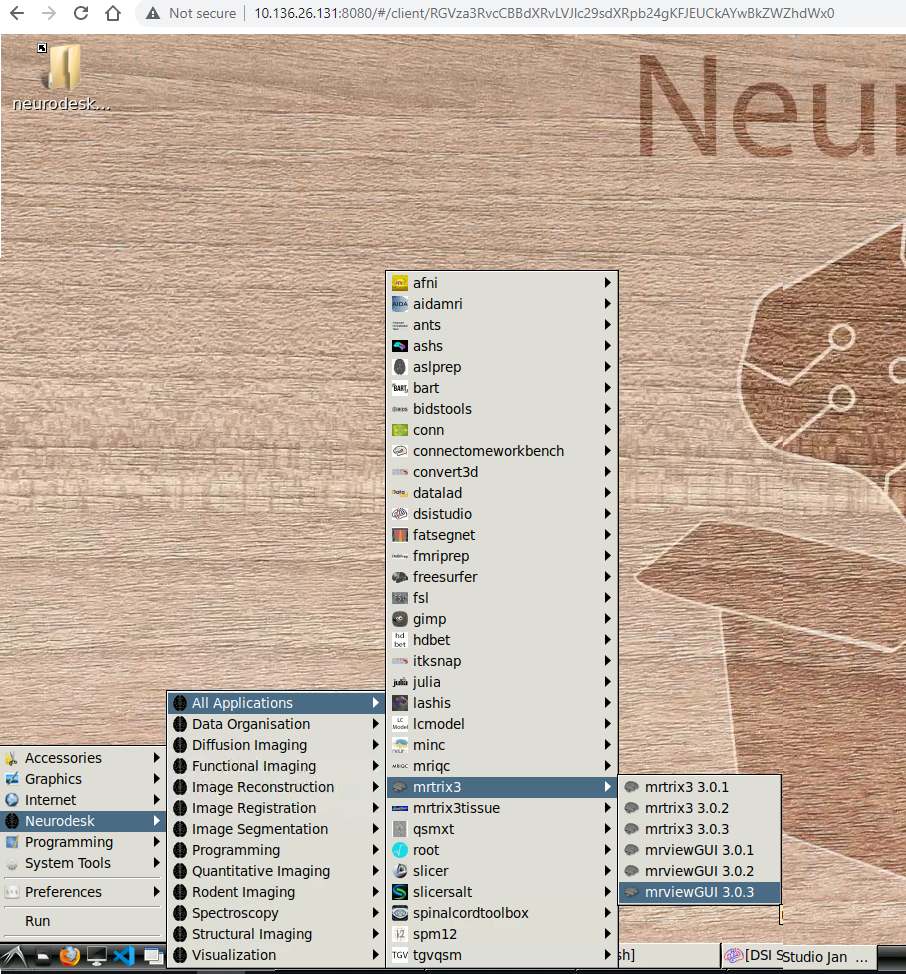 Not secure
10.136.26.131:8080/#/client/RGVza3RvcCBBdXRvLVJlc29sdXRpb24gKFJEUCkAYwBkZWZhdWx0
neurodesk...
Neur
afni
aidamri
ants
ashs
aslprep
bart
bidstools
conn
connectomeworkbench
convert3d
datalad
dsistudio
fatsegnet
fmriprep
freesurfer
fsl
gimp
hdbet
itksnap
julia
lashis
lcmodel
minc
mriqc
mrtrix3
mrtrix3tissue
qsmxt
root
slicer
slicersalt
spinalcordtoolbox
spm12
tgvqsm
All Applications
Data Organisation
Diffusion Imaging
Functional Imaging
Image Reconstruction
Image Registration
Image Segmentation
Programming
Quantitative Imaging
Rodent Imaging
Spectroscopy
Structural Imaging
Visualization
Accessories
Graphics
Internet
Neurodesk
Programming
System Tools
Preferences
Run
mrtrix3 3.0.1
mrtrix3 3.0.2
mrtrix3 3.0.3
mrviewGUI 3.0.1
mrviewGUI 3.0.2
mrviewGUI 3.0.3
sh]
[DSI Studio Jan ...